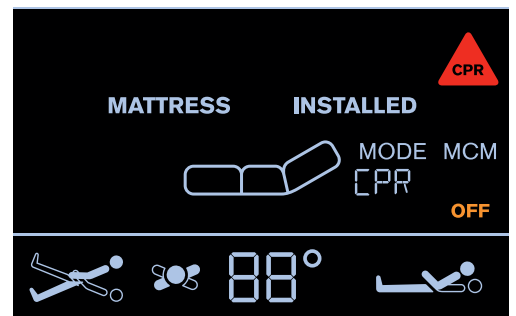 CPR
MATTRESS INSTALLED
MODE MCM
CPR
OFF
88°